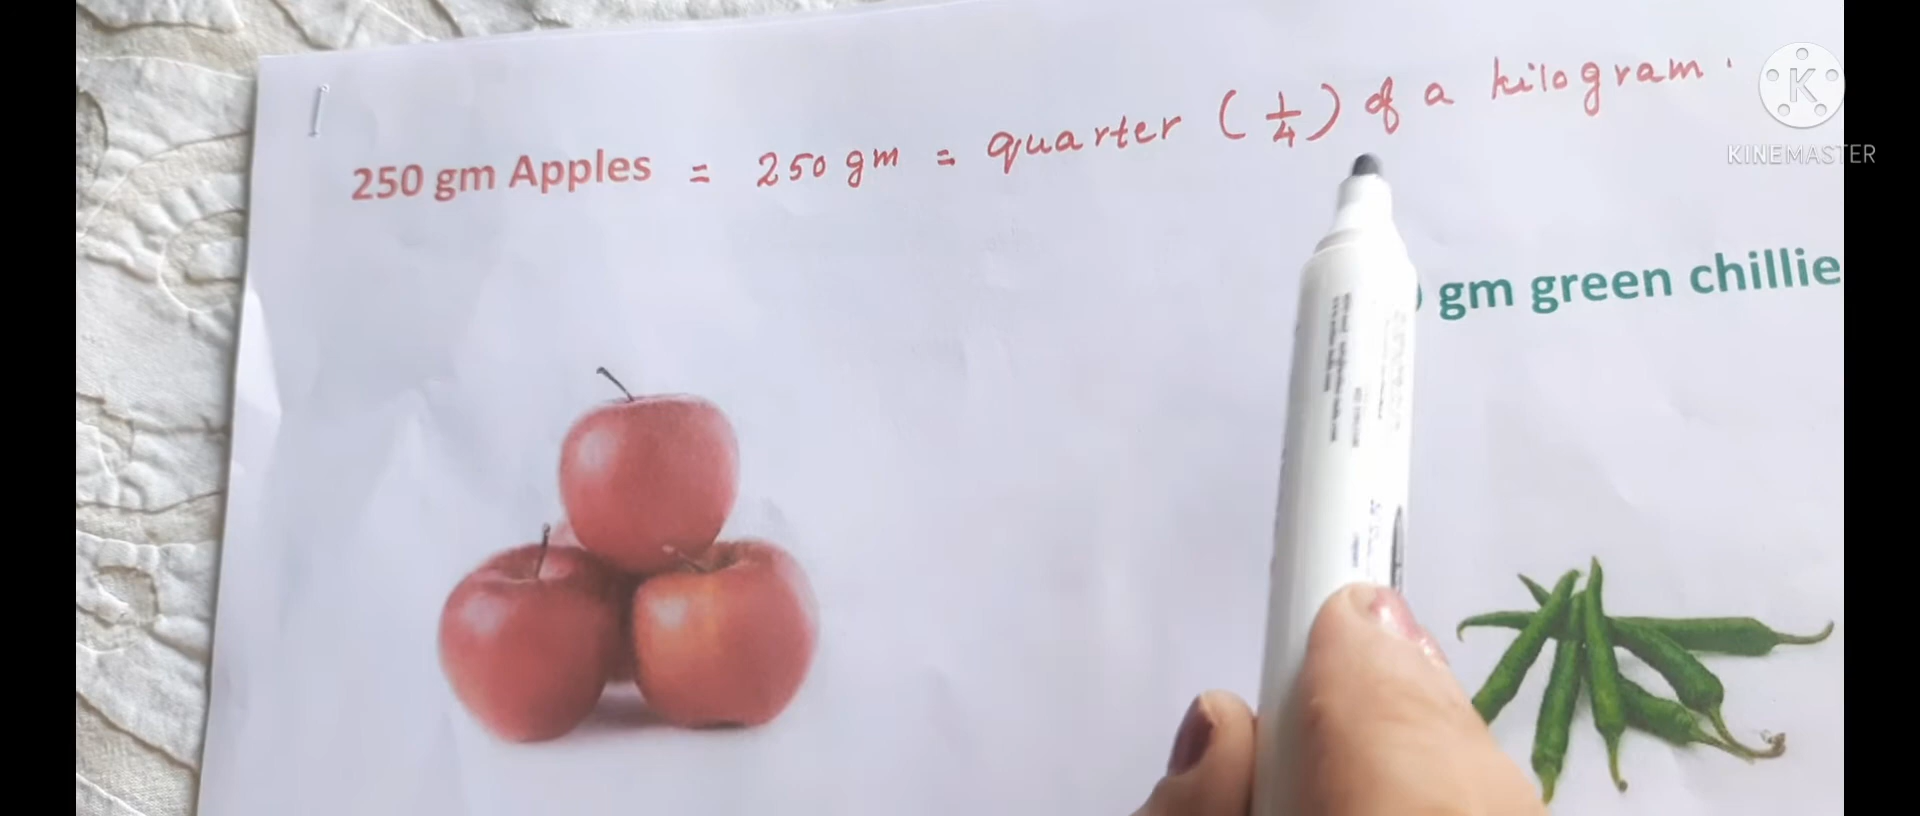 250 gm Apples = 250 gm = quarter (1/4) of a kilogram.
gm green chillie
K
KINEMASTER